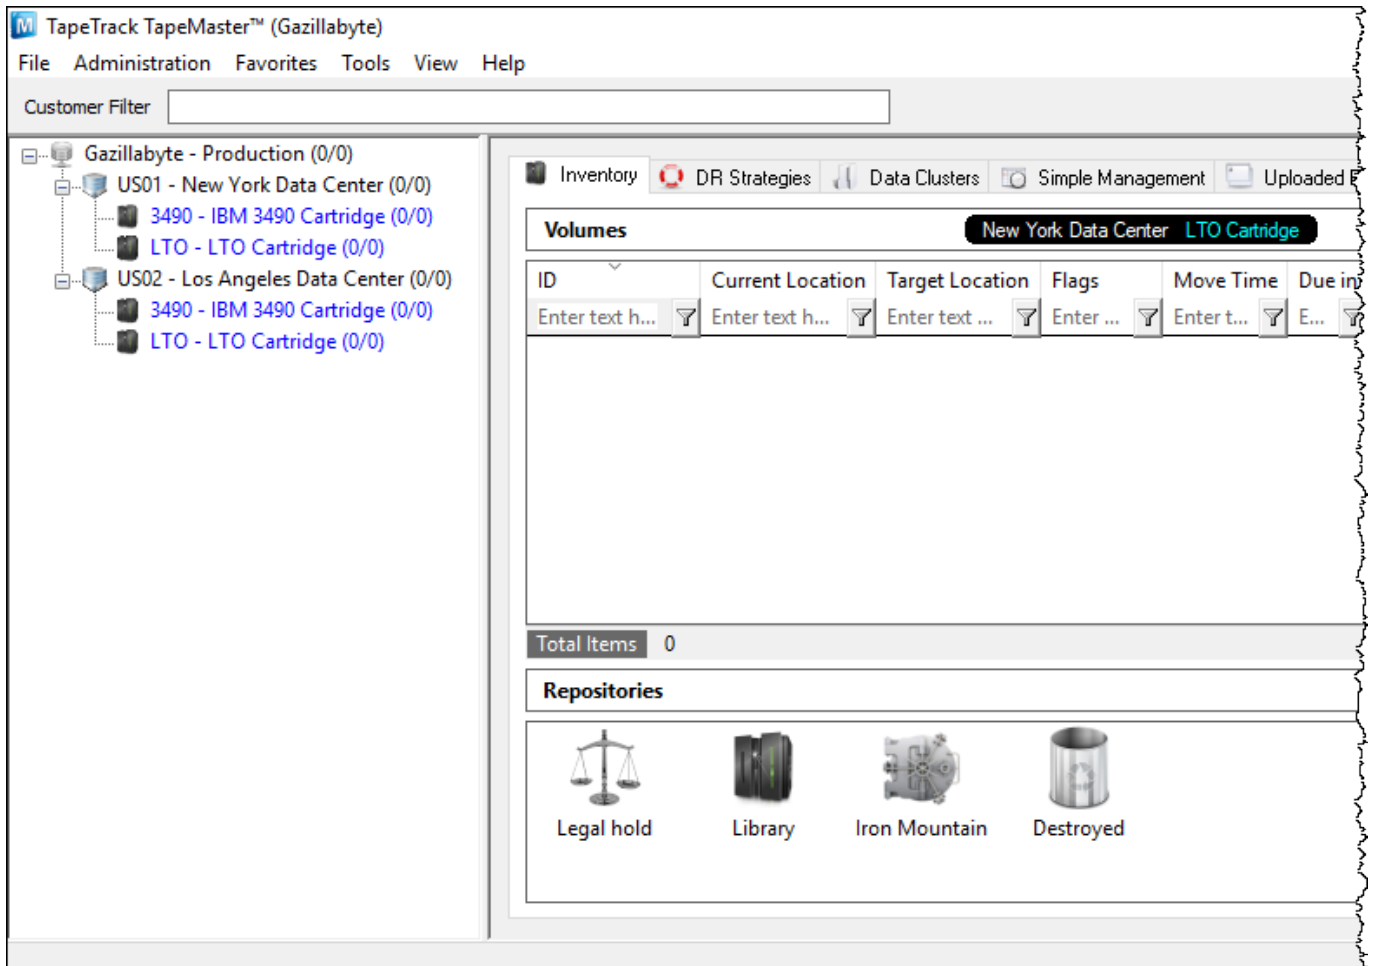 TapeTrack TapeMaster™ (Gazillabyte)
File Administration Favorites Tools View Help
Customer Filter
Gazillabyte - Production (0/0)
US01 - New York Data Center (0/0)
3490 - IBM 3490 Cartridge (0/0)
LTO - LTO Cartridge (0/0)
US02 - Los Angeles Data Center (0/0)
3490 - IBM 3490 Cartridge (0/0)
LTO - LTO Cartridge (0/0)
Inventory DR Strategies Data Clusters Simple Management Uploaded
Volumes New York Data Center LTO Cartridge
ID Current Location Target Location Flags Move Time Due in
Enter text h... Enter text h... Enter text ... Enter ... Enter t... E...
Total Items 0
Repositories
Legal hold Library Iron Mountain Destroyed